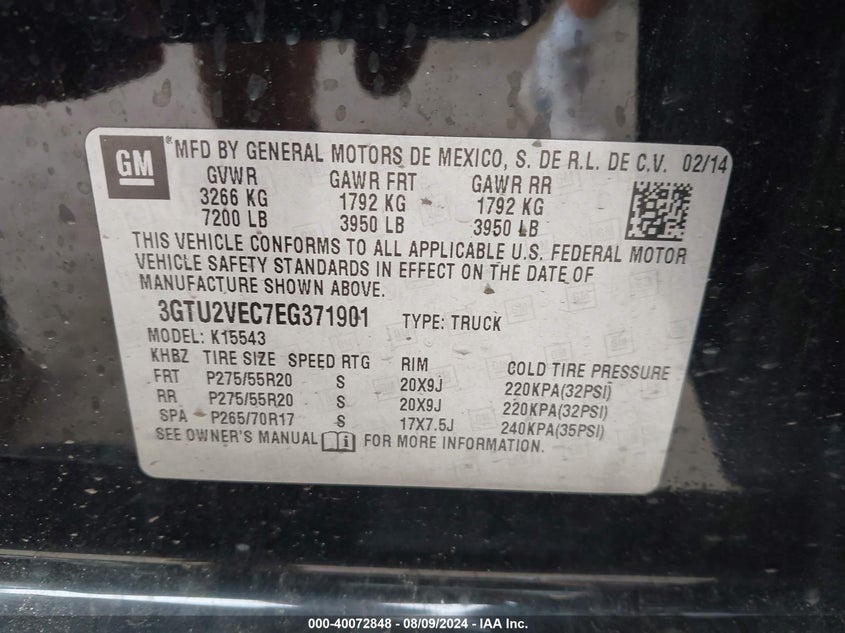 GM ® MFD BY GENERAL MOTORS DE MEXICO, S. DE R.L. DE C.V. 02/14
GVWR GAWR FRT GAWR RR
3266 KG 1792 KG 1792 KG
7200 LB 3950 LB 3950 LB
THIS VEHICLE CONFORMS TO ALL APPLICABLE U.S. FEDERAL MOTOR
VEHICLE SAFETY STANDARDS IN EFFECT ON THE DATE OF
MANUFACTURE SHOWN ABOVE.
3GTU2VEC7EG371901 TYPE: TRUCK
MODEL: K15543
KHBZ TIRE SIZE SPEED RTG RIM COLD TIRE PRESSURE
FRT P275/55R20 S 20X9J 220KPA(32PSI)
RR P275/55R20 S 20X9J 220KPA(32PSI)
SPA P265/70R17 S 17X7.5J 240KPA(35PSI)
SEE OWNER'S MANUAL FOR MORE INFORMATION.
000-40072848 - 08/09/2024 - IAA Inc.